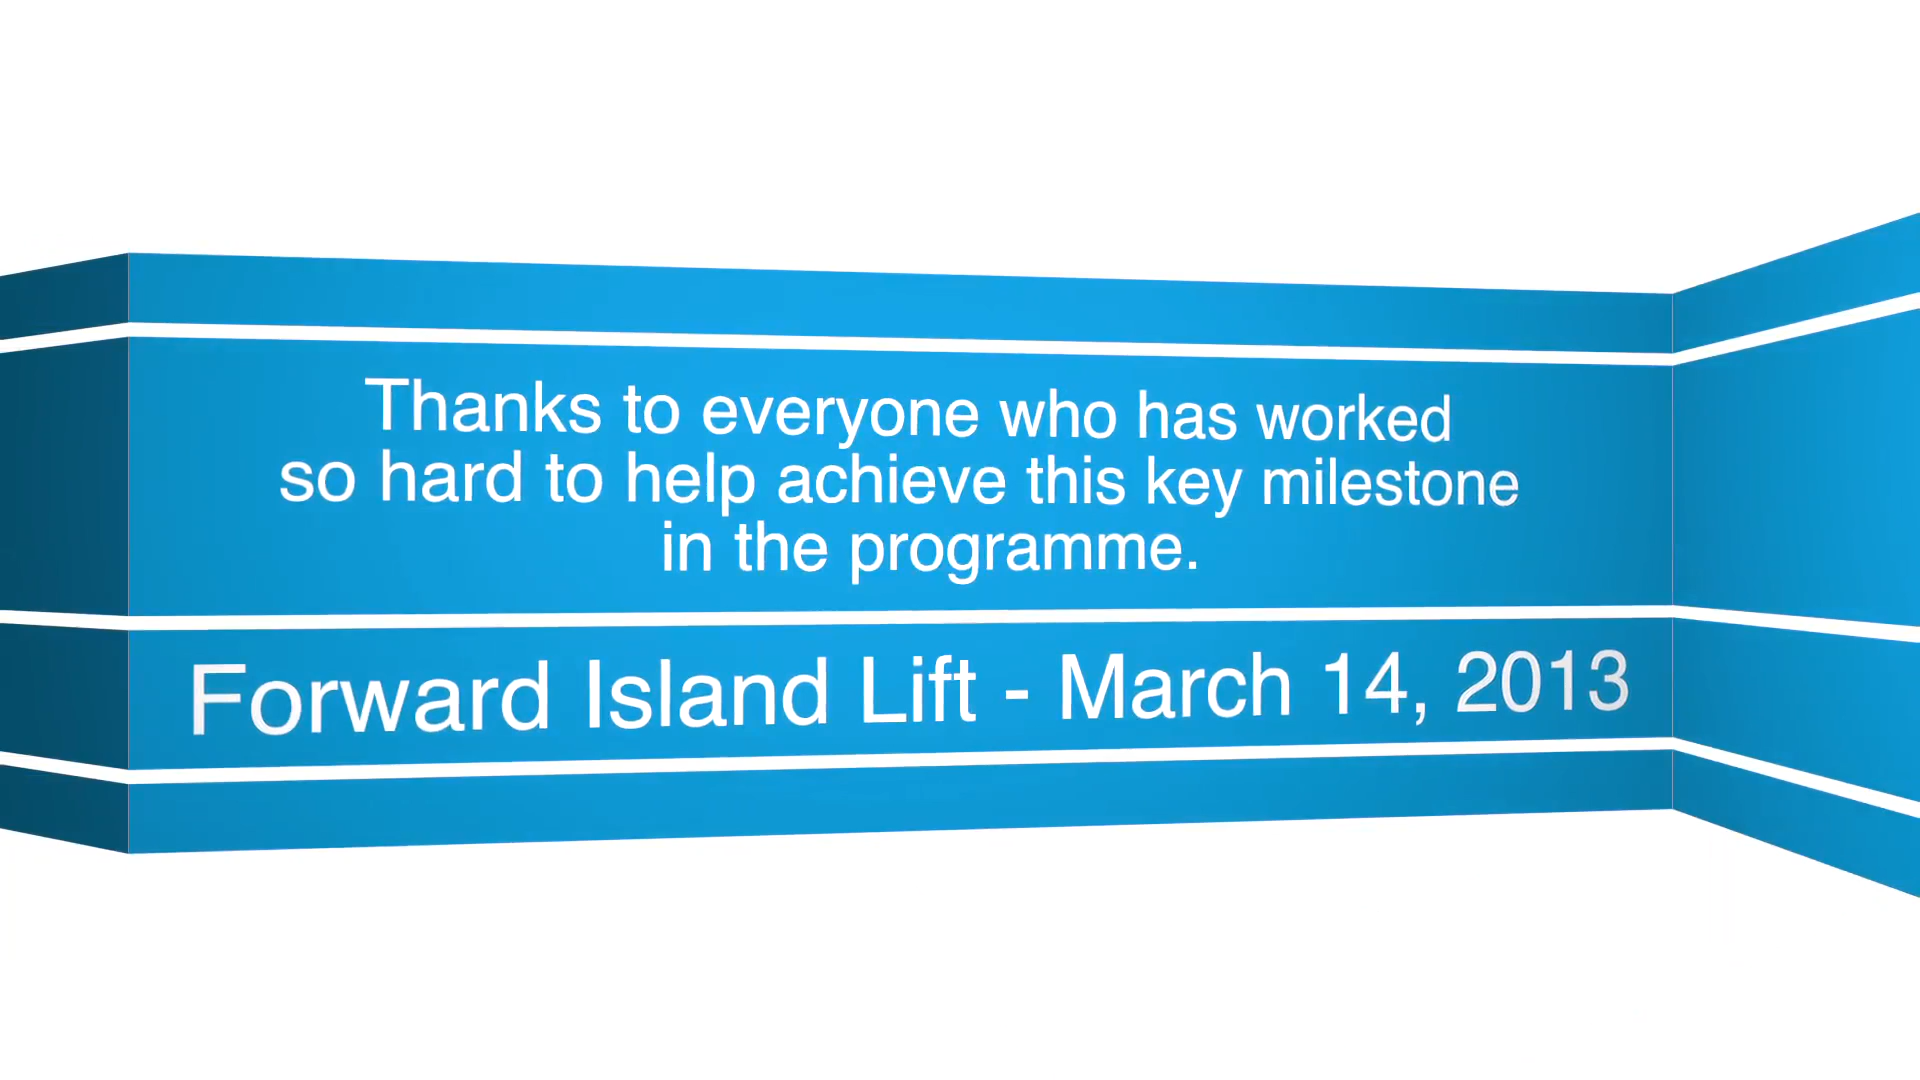 Thanks to everyone who has worked
so hard to help achieve this key milestone
in the programme.
Forward Island Lift - March 14, 2013